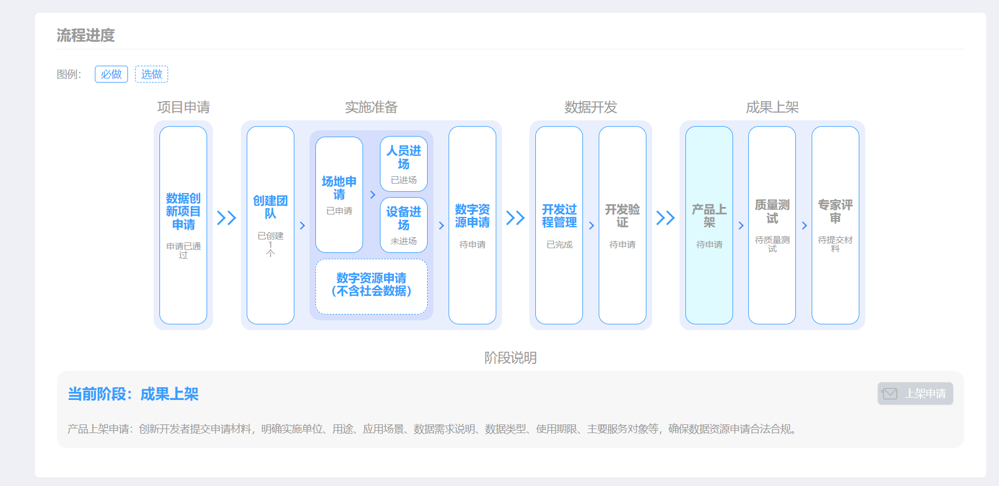 流程进度
图例：
必做
选做
项目申请
实施准备
数据开发
成果上架
数据创
新项目
申请
申请已通
过
创建团
队
已创建
1
个
场地申
请
已申请
人员进
场
已进场
设备进
场
未进场
数字资源申请
（不含社会数据）
数字资
源申请
待申请
开发过
程管理
已完成
开发验
证
待申请
产品上
架
待申请
质量测
试
待质量测
试
专家评
审
待提交材
料
阶段说明
当前阶段：成果上架
上架申请
产品上架申请：创新开发者提交申请材料，明确实施单位、用途、应用场景、数据需求说明、数据类型、使用期限、主要服务对象等，确保数据资源申请合法合规。